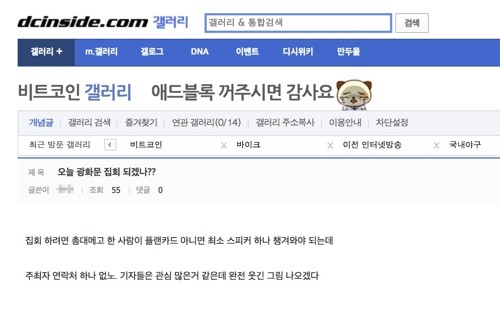 dcinside.com 갤러리
갤러리 & 통합검색 검색
갤러리 + m.갤러리 갤로그 DNA 이벤트 디시위키 만두몰
비트코인 갤러리 애드블록 꺼주시면 감사요
개념글 갤러리 검색 즐겨찾기 연관 갤러리(0/14) 갤러리 주소복사 이용안내 차단설정
최근 방문 갤러리 < 비트코인 x 바이크 x 이전 인터넷방송 x 국내야구
제 목 오늘 광화문 집회 되겠나??
글쓴이 조회 55 댓글 0
집회 하려면 총대메고 한 사람이 플랜카드 아니면 최소 스피커 하나 챙겨와야 되는데
주최자 연락처 하나 없노. 기자들은 관심 많은거 같은데 완전 웃긴 그림 나오겠다